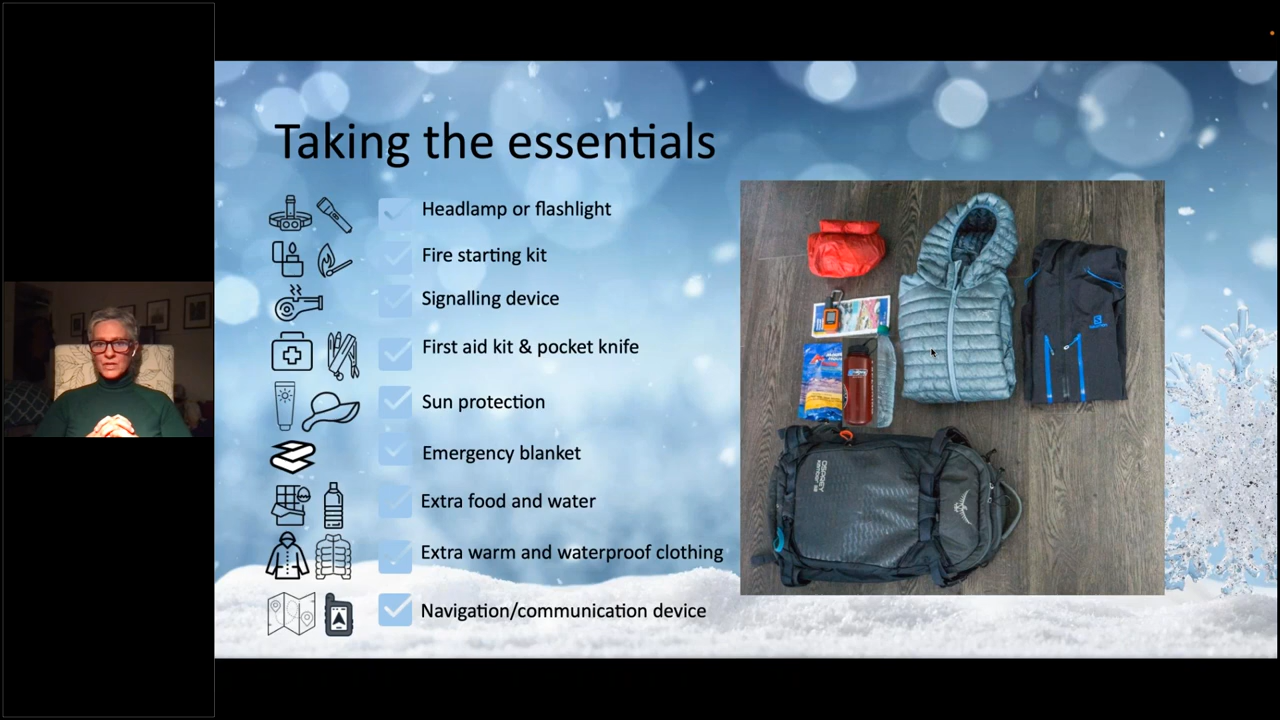 Taking the essentials
Headlamp or flashlight
Fire starting kit
Signalling device
First aid kit & pocket knife
Sun protection
Emergency blanket
Extra food and water
Extra warm and waterproof clothing
Navigation/communication device
OSPREY